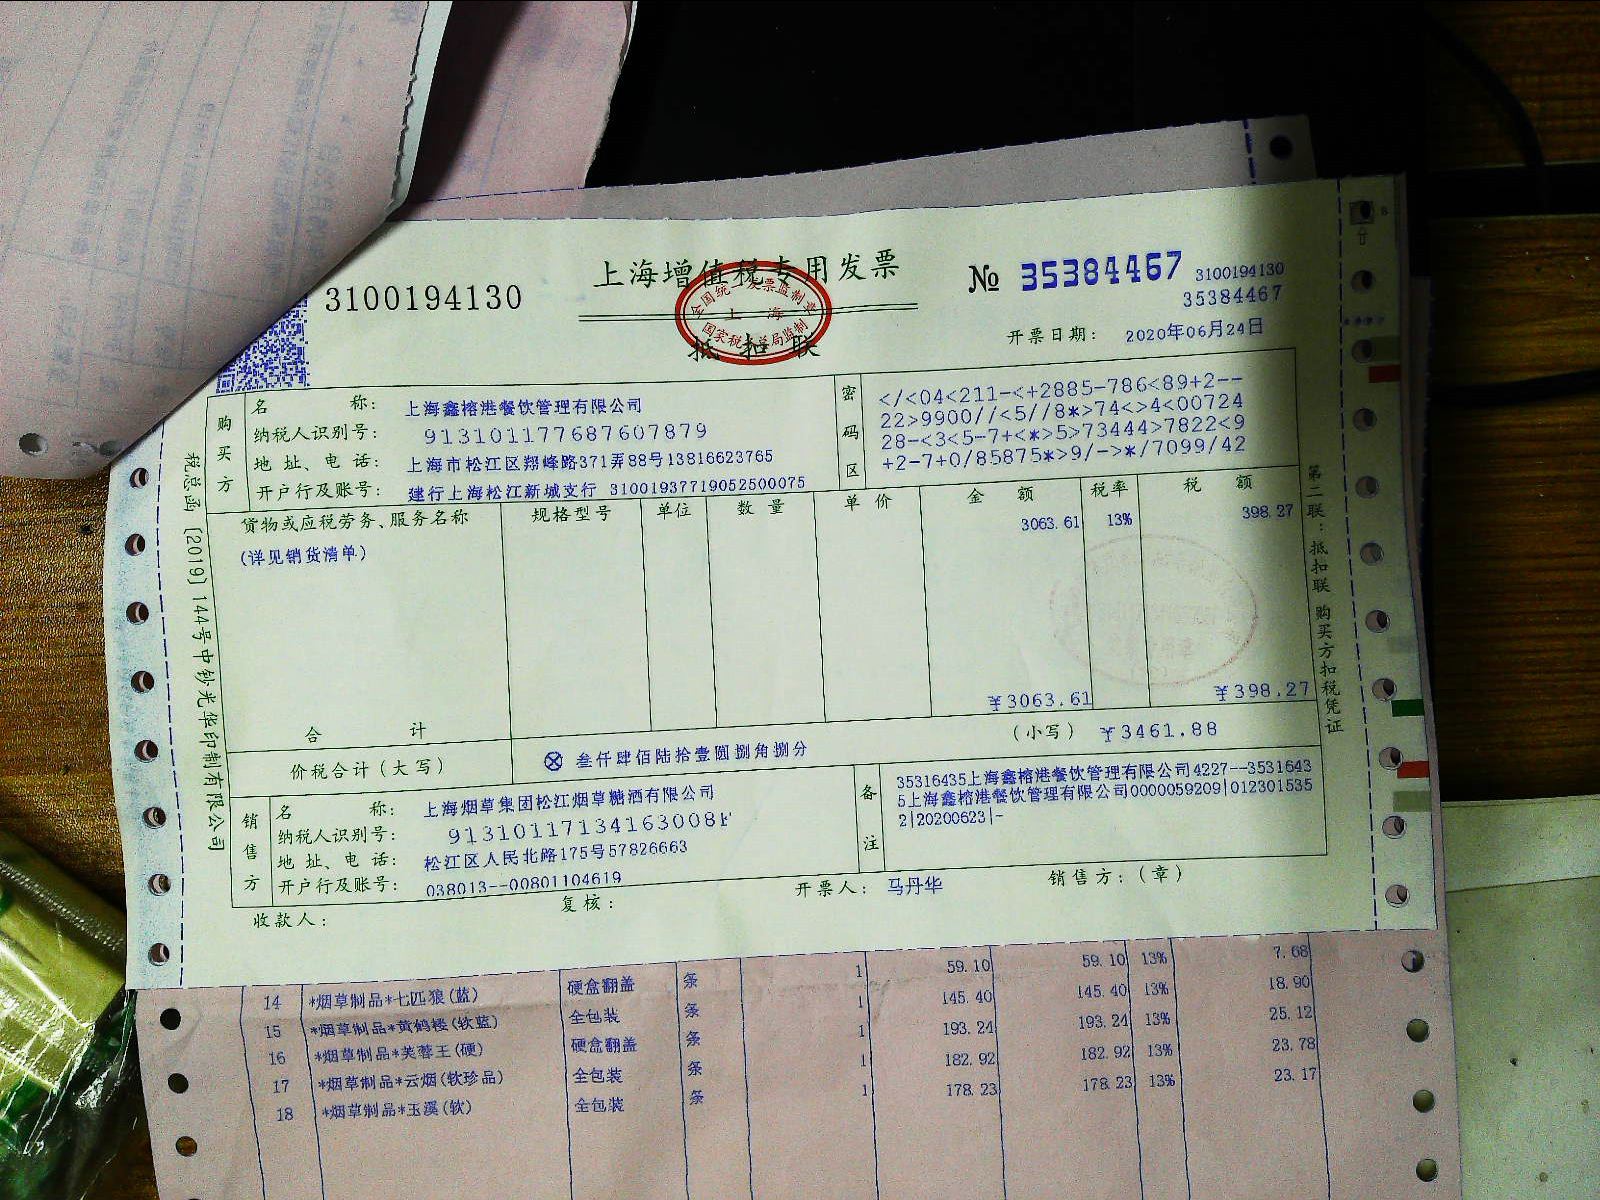 上海增值税专用发票
3100194130
№ 35384467
3100194130
35384467
全国统一发票监制章
上海
国家税务总局监制
抵扣联
开票日期: 2020年06月24日
购买方
名称: 上海鑫榕港餐饮管理有限公司
纳税人识别号: 913101177687607879
地址、电话: 上海市松江区翔峰路371弄88号13816623765
开户行及账号: 建行上海松江新城支行 31001937719052500075
密码区
</<04<211-<+2885-786<89+2--
22>9900//<5//8*>74<>4<00724
28-<3<5-7+<*>5>73444>7822<9
+2-7+0/85875*>9/->*/7099/42
货物或应税劳务、服务名称 规格型号 单位 数量 单价 金额 税率 税额
3063.61 13% 398.27
(详见销货清单)
合计 ¥3063.61 ¥398.27
价税合计(大写) ⊗ 叁仟肆佰陆拾壹圆捌角捌分 (小写) ¥3461.88
销售方
名称: 上海烟草集团松江烟草糖酒有限公司
纳税人识别号: 91310117134163008
地址、电话: 松江区人民北路175号57826663
开户行及账号: 038013--00801104619
备注
35316435上海鑫榕港餐饮管理有限公司4227--3531643
5上海鑫榕港餐饮管理有限公司0000059209|012301535
2|20200623|-
收款人: 复核: 开票人: 马丹华 销售方:(章)
税总函〔2019〕144号中钞光华印制有限公司
第二联:抵扣联 购买方扣税凭证
14 *烟草制品*七匹狼(蓝) 硬盒翻盖 条 1 59.10 59.10 13% 7.68
15 *烟草制品*黄鹤楼(软蓝) 全包装 条 1 145.40 145.40 13% 18.90
16 *烟草制品*芙蓉王(硬) 硬盒翻盖 条 1 193.24 193.24 13% 25.12
17 *烟草制品*云烟(软珍品) 全包装 条 1 182.92 182.92 13% 23.78
18 *烟草制品*玉溪(软) 全包装 条 1 178.23 178.23 13% 23.17